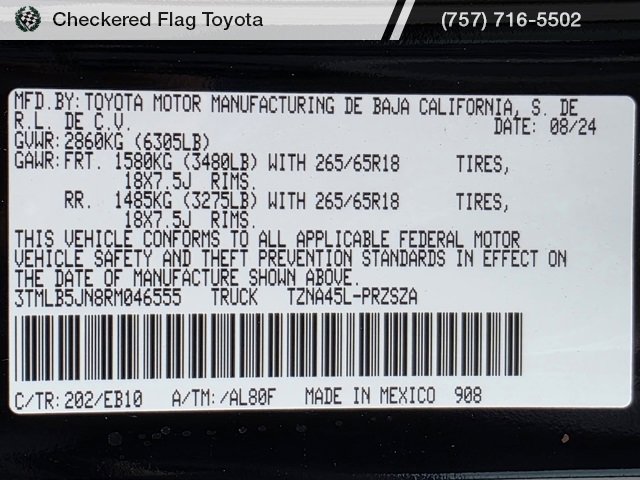 Checkered Flag Toyota (757) 716-5502
MFD.BY:TOYOTA MOTOR MANUFACTURING DE BAJA CALIFORNIA, S. DE
R.L. DE C.V. DATE: 08/24
GVWR:2860KG (6305LB)
GAWR:FRT. 1580KG (3480LB) WITH 265/65R18 TIRES,
18X7.5J RIMS.
RR. 1485KG (3275LB) WITH 265/65R18 TIRES,
18X7.5J RIMS.
THIS VEHICLE CONFORMS TO ALL APPLICABLE FEDERAL MOTOR
VEHICLE SAFETY AND THEFT PREVENTION STANDARDS IN EFFECT ON
THE DATE OF MANUFACTURE SHOWN ABOVE.
3TMLB5JN8RM046555 TRUCK TZNA45L-PRZSZA
C/TR:202/EB10 A/TM:/AL80F MADE IN MEXICO 908